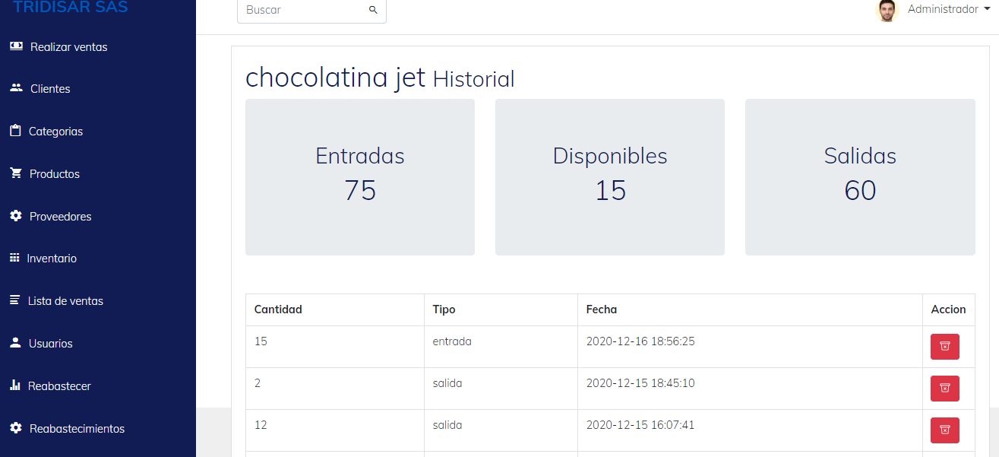 TRIDISAR SAS
Realizar ventas
Clientes
Categorias
Productos
Proveedores
Inventario
Lista de ventas
Usuarios
Reabastecer
Reabastecimientos
Buscar
Administrador
chocolatina jet Historial
Entradas
75
Disponibles
15
Salidas
60
Cantidad Tipo Fecha Accion
15 entrada 2020-12-16 18:56:25
2 salida 2020-12-15 18:45:10
12 salida 2020-12-15 16:07:41